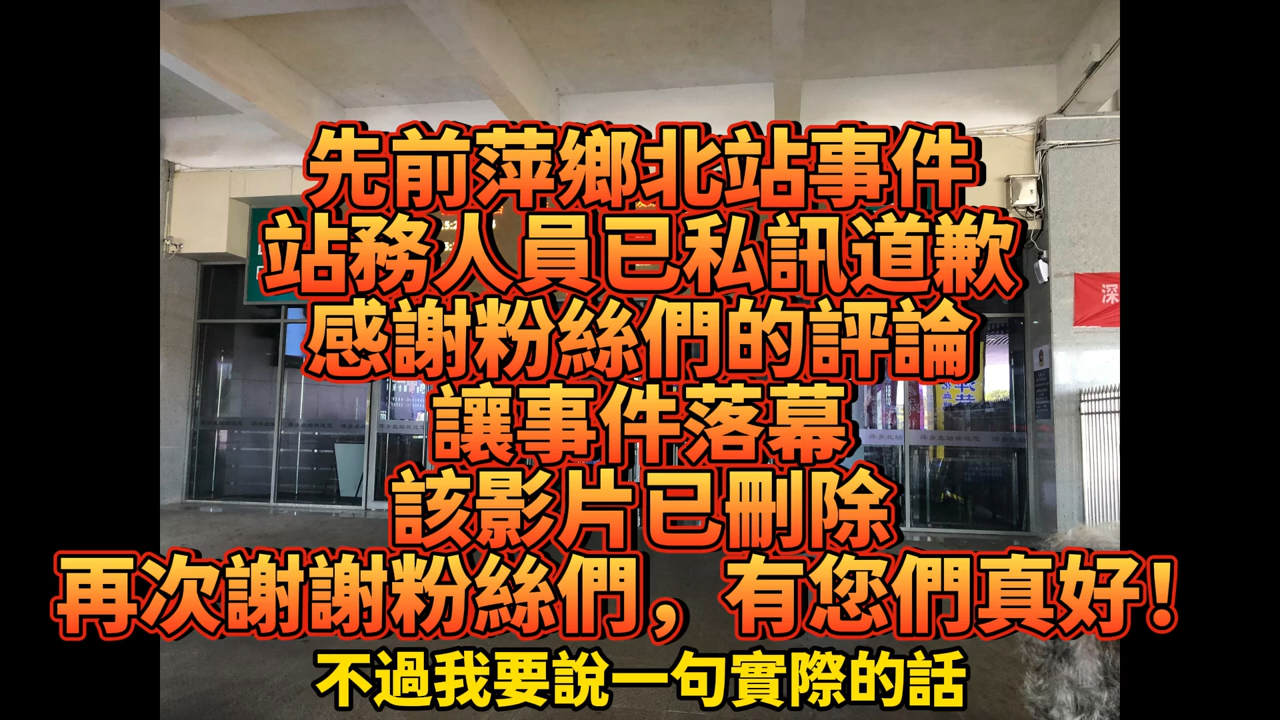 先前萍鄉北站事件
站務人員已私訊道歉
感謝粉絲們的評論
讓事件落幕
該影片已刪除
再次謝謝粉絲們，有您們真好！
不過我要說一句實際的話
深